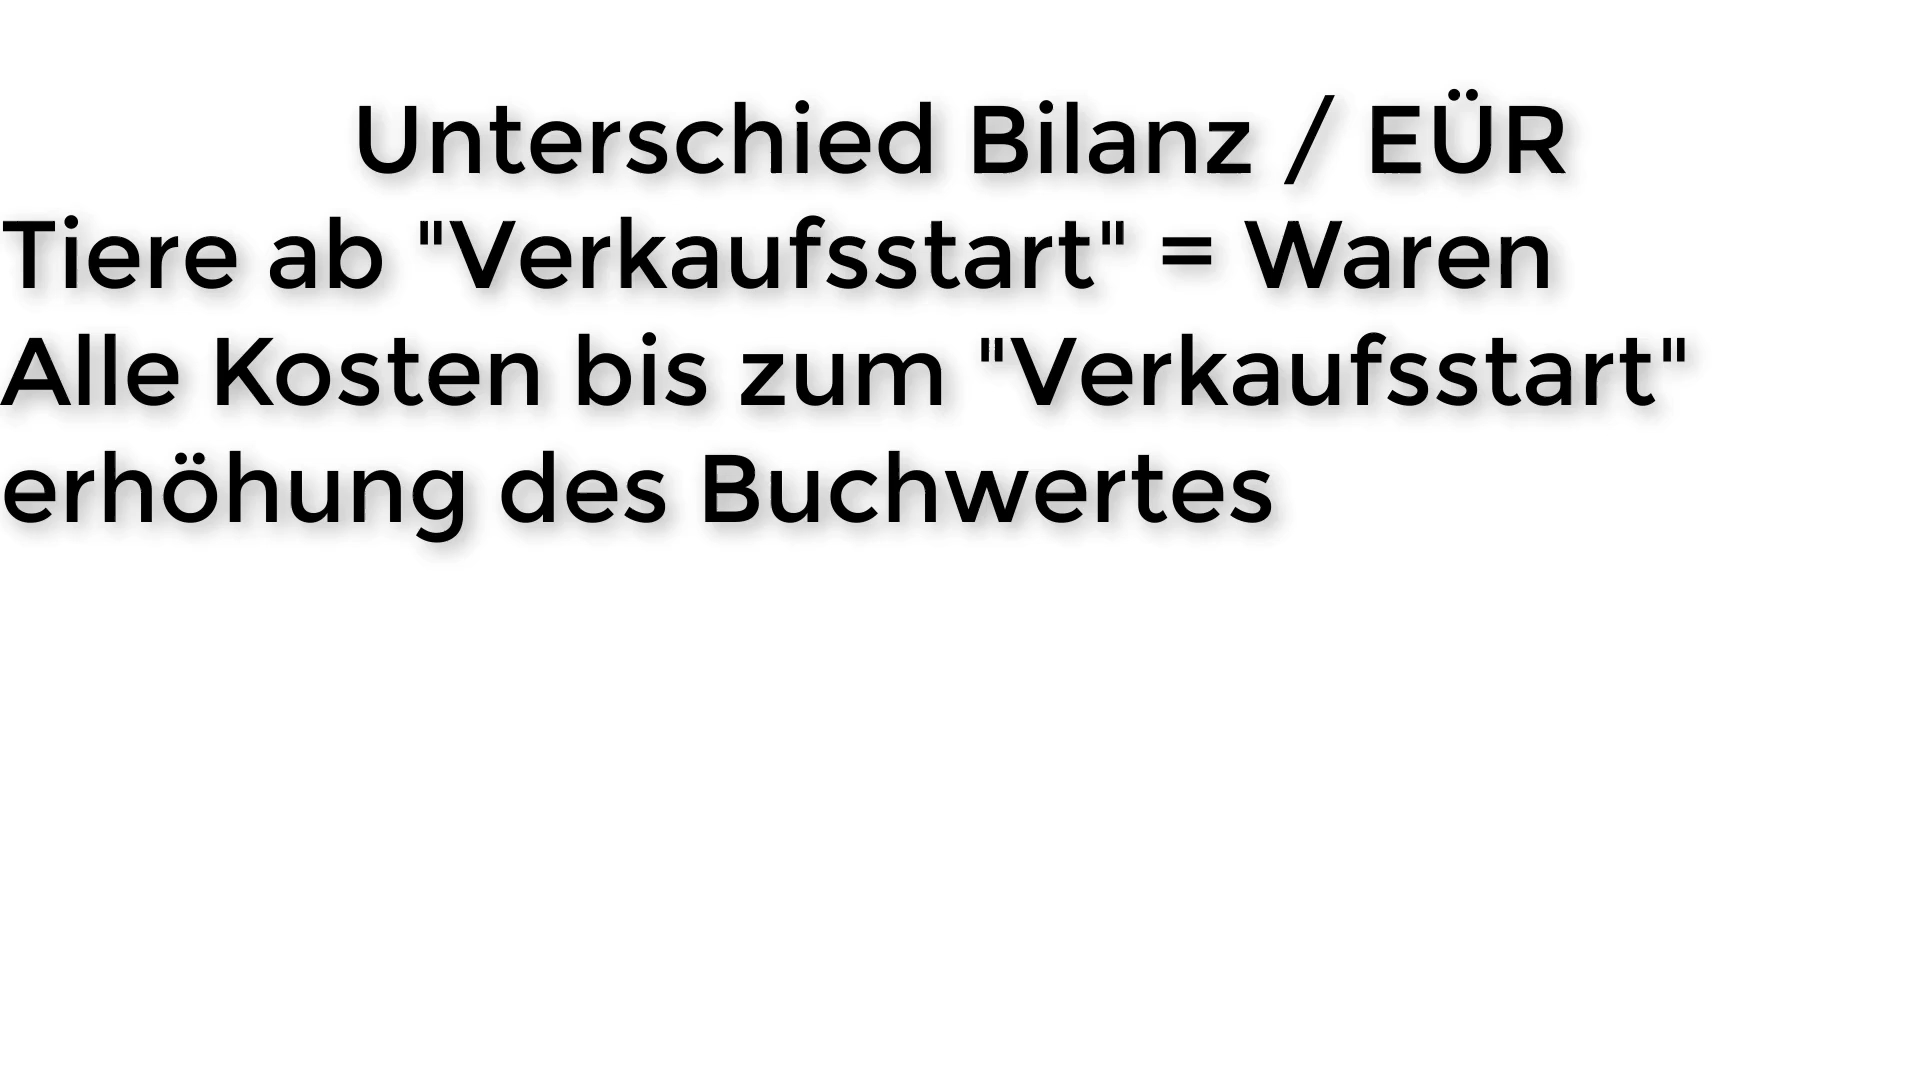 Unterschied Bilanz / EÜR
Tiere ab "Verkaufsstart" = Waren
Alle Kosten bis zum "Verkaufsstart"
erhöhung des Buchwertes